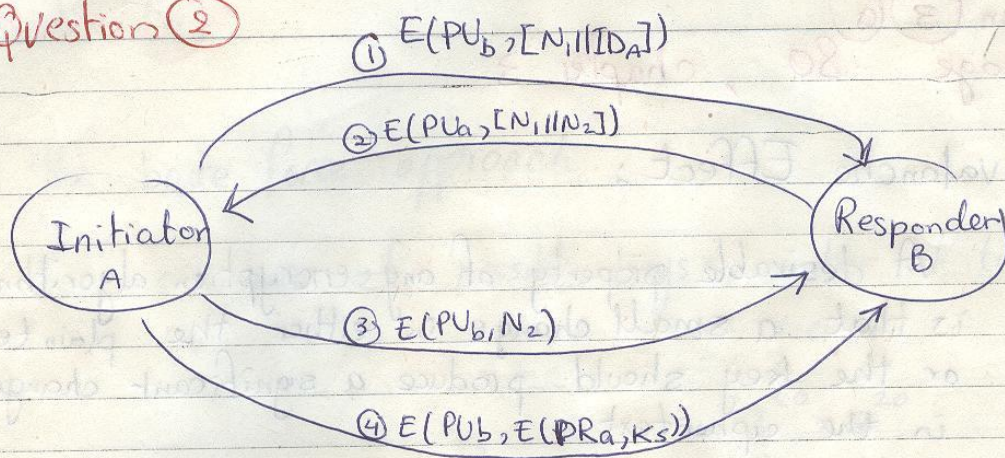 Question ②
① E(PUb, [N1||IDA])
② E(PUa, [N1||N2])
Initiator
A
Responder
B
③ E(PUb, N2)
④ E(PUb, E(PRa, Ks))